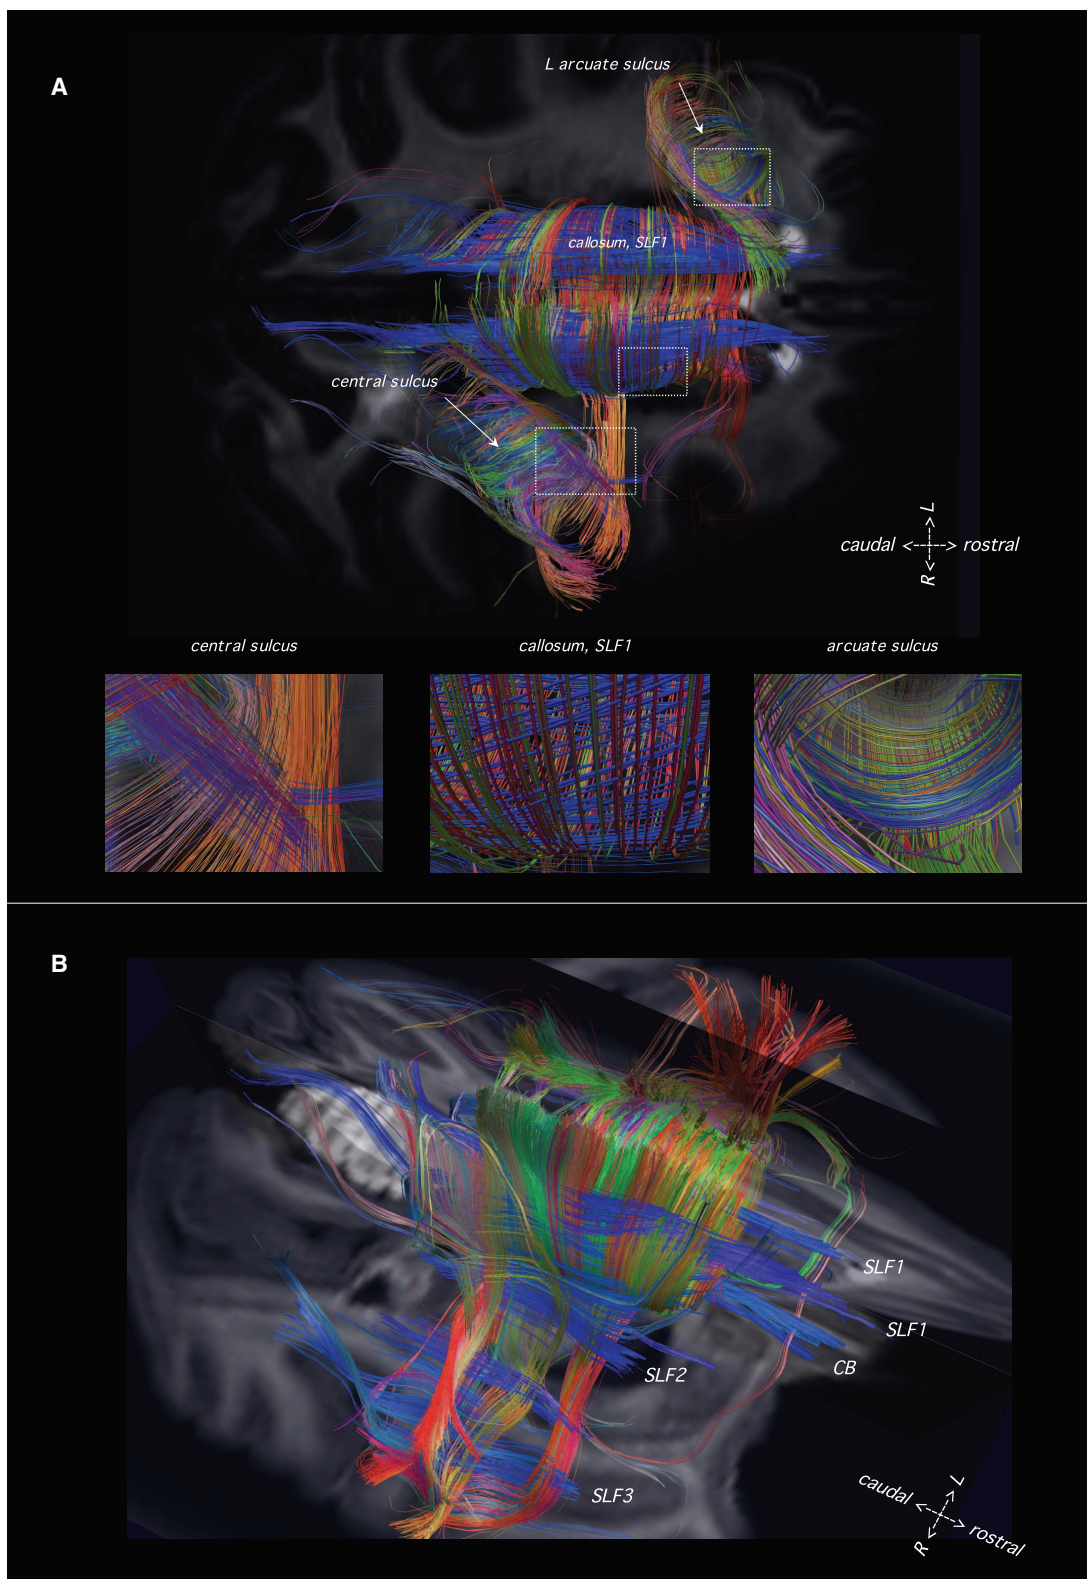 A
L arcuate sulcus
callosum, SLF1
central sulcus
L
caudal <---> rostral
R
central sulcus
callosum, SLF1
arcuate sulcus
B
SLF1
SLF1
CB
SLF2
SLF3
L
caudal <---> rostral
R